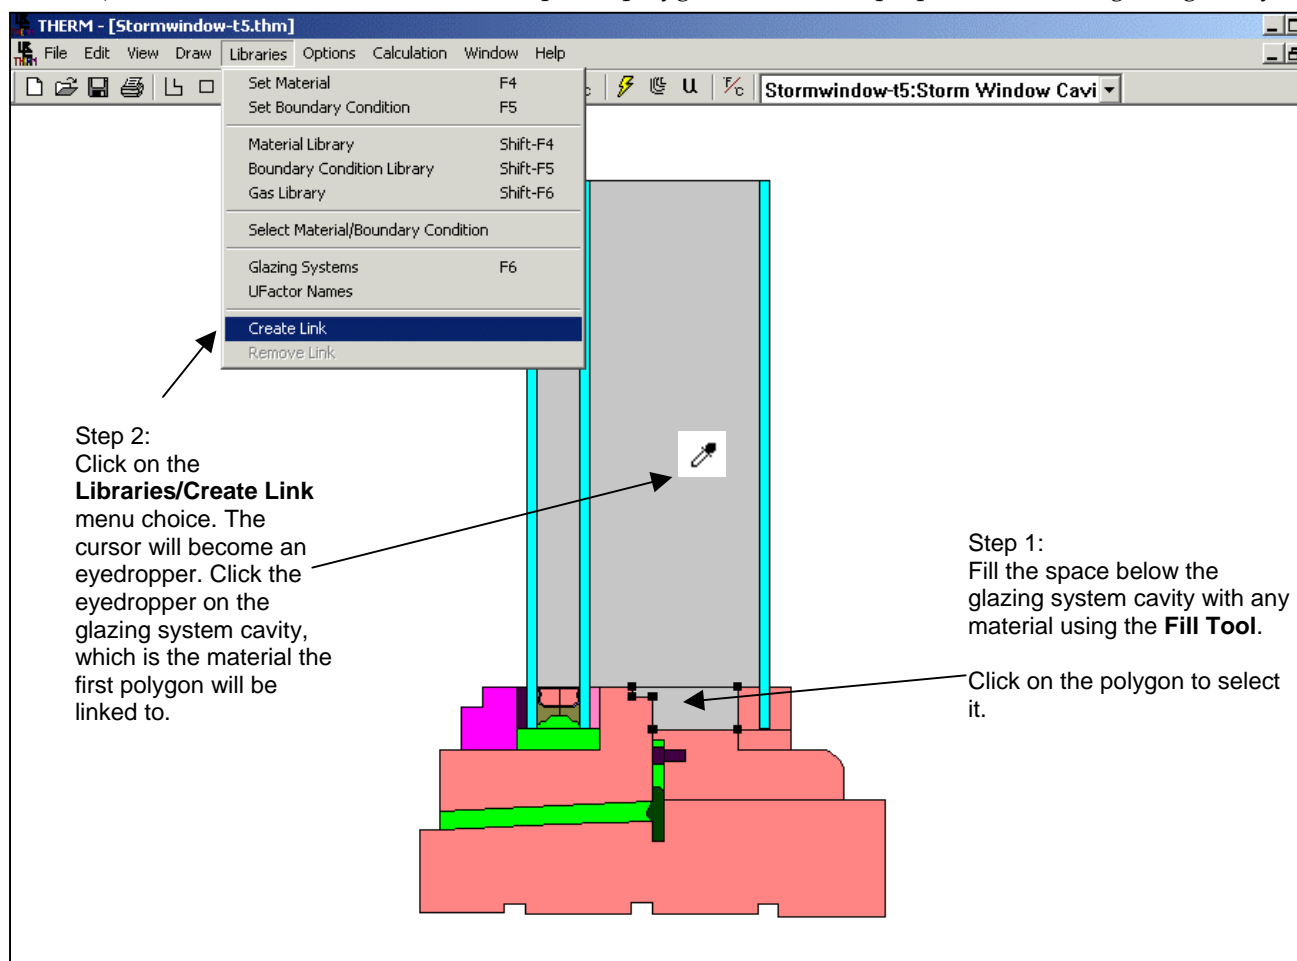 THERM - [Stormwindow-t5.thm]
File Edit View Draw Libraries Options Calculation Window Help
Stormwindow-t5:Storm Window Cavi
Set Material F4
Set Boundary Condition F5
Material Library Shift-F4
Boundary Condition Library Shift-F5
Gas Library Shift-F6
Select Material/Boundary Condition
Glazing Systems F6
UFactor Names
Create Link
Remove Link
Step 2:
Click on the
Libraries/Create Link
menu choice. The
cursor will become an
eyedropper. Click the
eyedropper on the
glazing system cavity,
which is the material the
first polygon will be
linked to.
Step 1:
Fill the space below the
glazing system cavity with any
material using the Fill Tool.
Click on the polygon to select
it.